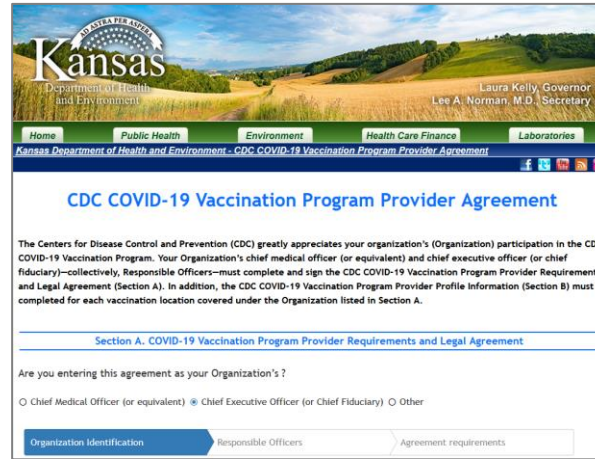 AD ASTRA PER ASPERA
Kansas
Department of Health
and Environment
Laura Kelly, Governor
Lee A. Norman, M.D., Secretary
Home Public Health Environment Health Care Finance Laboratories
Kansas Department of Health and Environment - CDC COVID-19 Vaccination Program Provider Agreement
CDC COVID-19 Vaccination Program Provider Agreement
The Centers for Disease Control and Prevention (CDC) greatly appreciates your organization's (Organization) participation in the CD
COVID-19 Vaccination Program. Your Organization's chief medical officer (or equivalent) and chief executive officer (or chief
fiduciary)—collectively, Responsible Officers—must complete and sign the CDC COVID-19 Vaccination Program Provider Requirement
and Legal Agreement (Section A). In addition, the CDC COVID-19 Vaccination Program Provider Profile Information (Section B) must
completed for each vaccination location covered under the Organization listed in Section A.
Section A. COVID-19 Vaccination Program Provider Requirements and Legal Agreement
Are you entering this agreement as your Organization's ?
Chief Medical Officer (or equivalent) Chief Executive Officer (or Chief Fiduciary) Other
Organization Identification Responsible Officers Agreement requirements